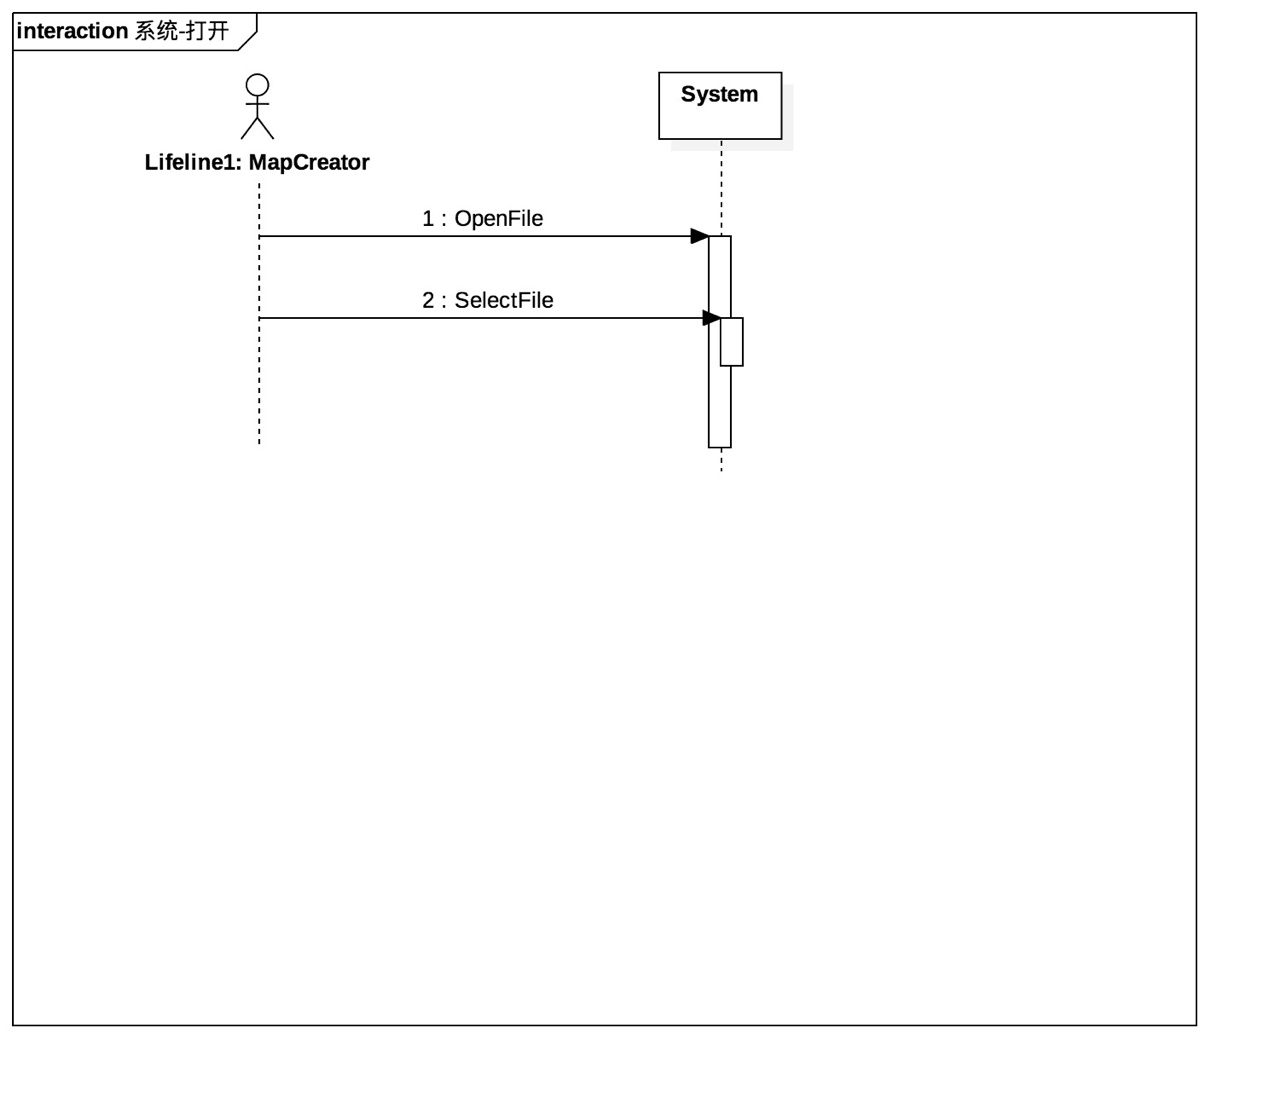 interaction 系统-打开
System
Lifeline1: MapCreator
1 : OpenFile
2 : SelectFile